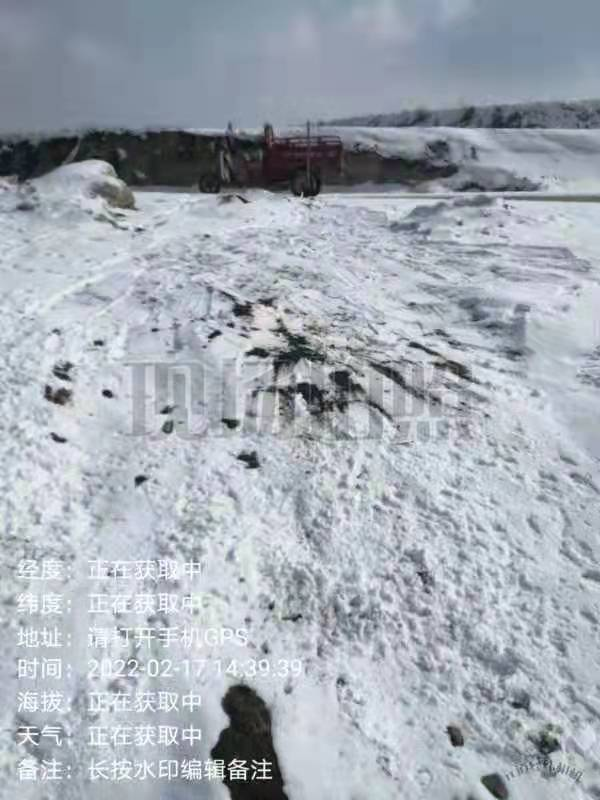 现场拍照
经度：正在获取中
纬度：正在获取中
地址：请打开手机GPS
时间：2022-02-17 14:39:39
海拔：正在获取中
天气：正在获取中
备注：长按水印编辑备注